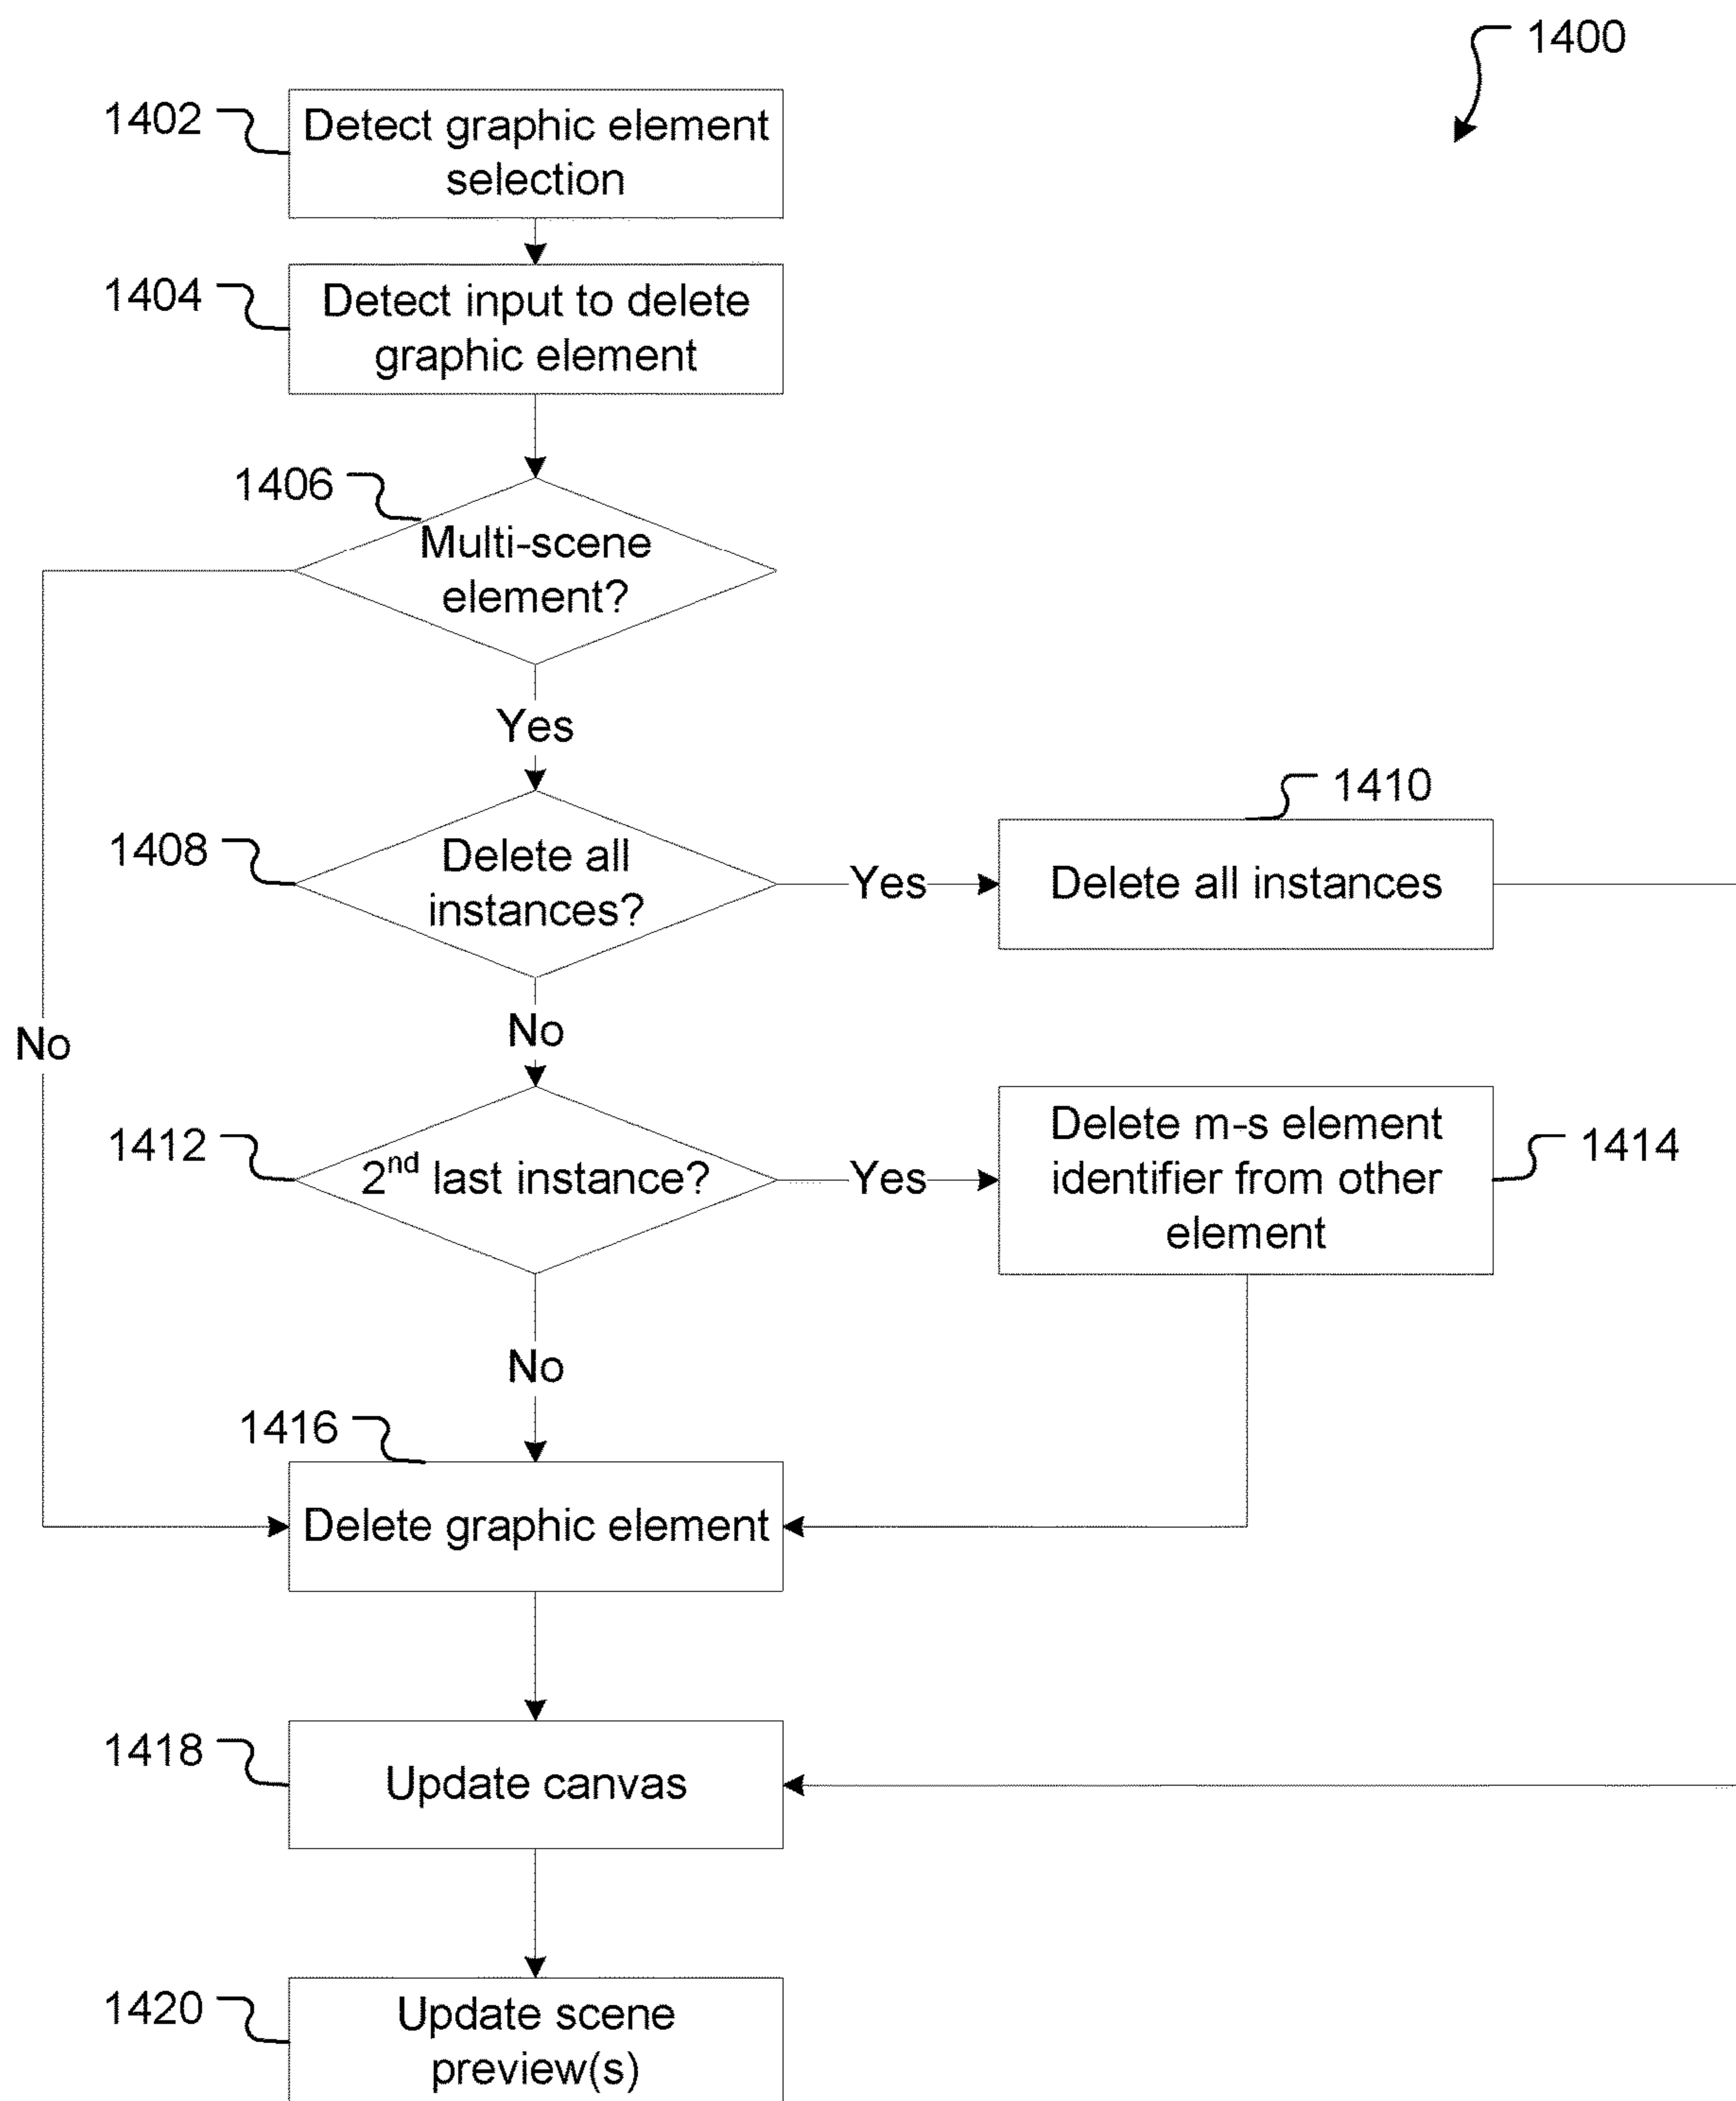 1400
1402
Detect graphic element
selection
1404
Detect input to delete
graphic element
1406
Multi-scene
element?
Yes
1408
Delete all
instances?
Yes
1410
Delete all instances
No
No
1412
2nd last instance?
Yes
Delete m-s element
identifier from other
element
1414
No
1416
Delete graphic element
1418
Update canvas
1420
Update scene
preview(s)